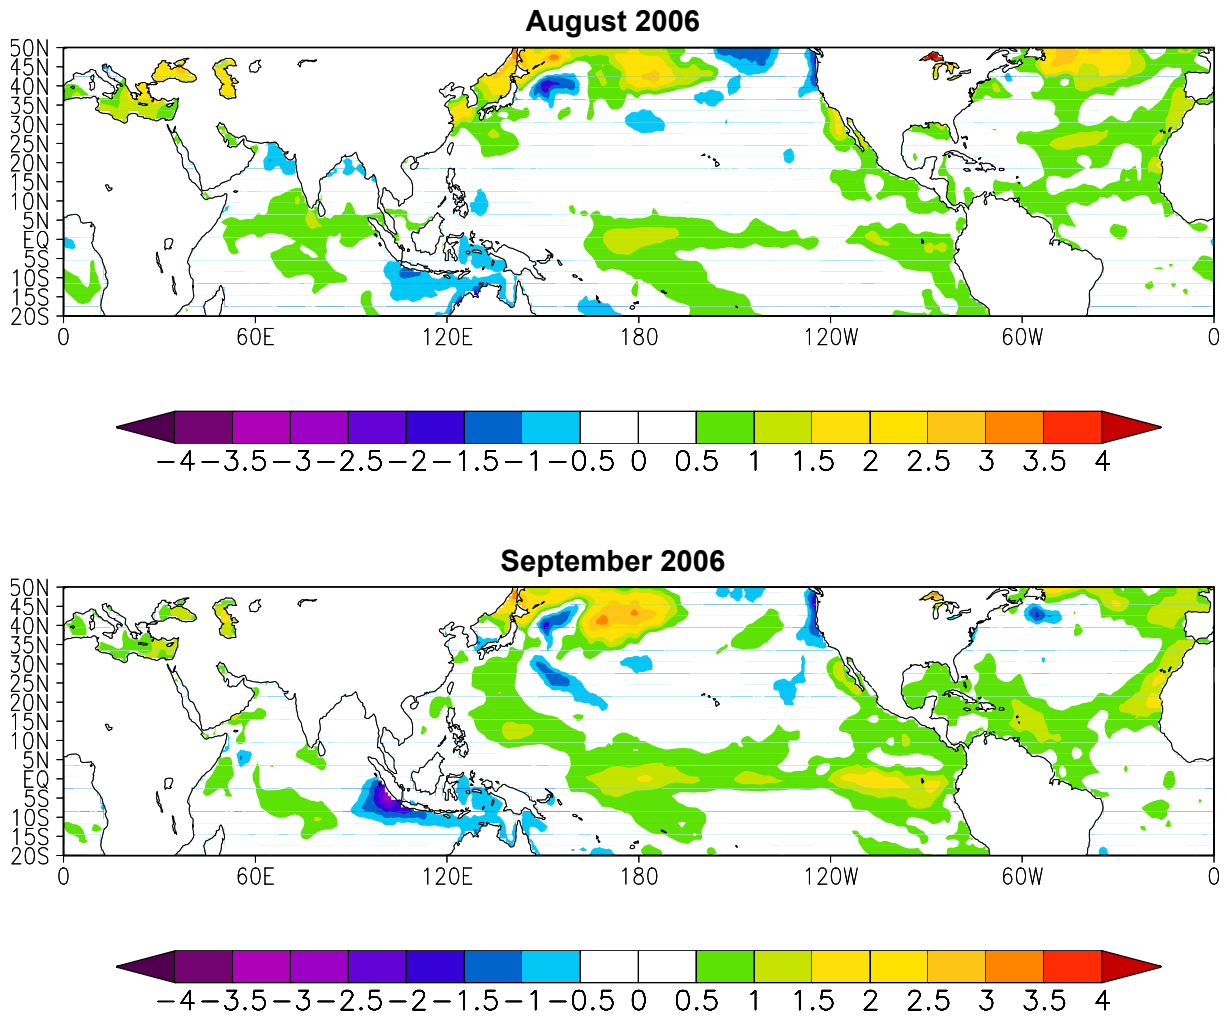 August 2006
50N
45N
40N
35N
30N
25N
20N
15N
10N
5N
EQ
5S
10S
15S
20S
0 60E 120E 180 120W 60W 0
−4 −3.5 −3 −2.5 −2 −1.5 −1 −0.5 0 0.5 1 1.5 2 2.5 3 3.5 4
September 2006
50N
45N
40N
35N
30N
25N
20N
15N
10N
5N
EQ
5S
10S
15S
20S
0 60E 120E 180 120W 60W 0
−4 −3.5 −3 −2.5 −2 −1.5 −1 −0.5 0 0.5 1 1.5 2 2.5 3 3.5 4